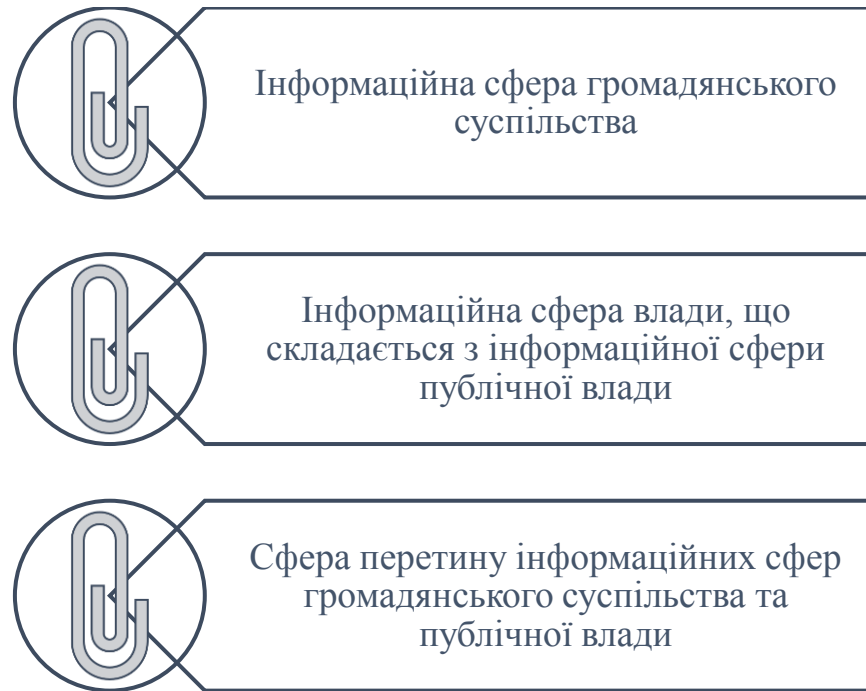 Інформаційна сфера громадянського
суспільства
Інформаційна сфера влади, що
складається з інформаційної сфери
публічної влади
Сфера перетину інформаційних сфер
громадянського суспільства та
публічної влади